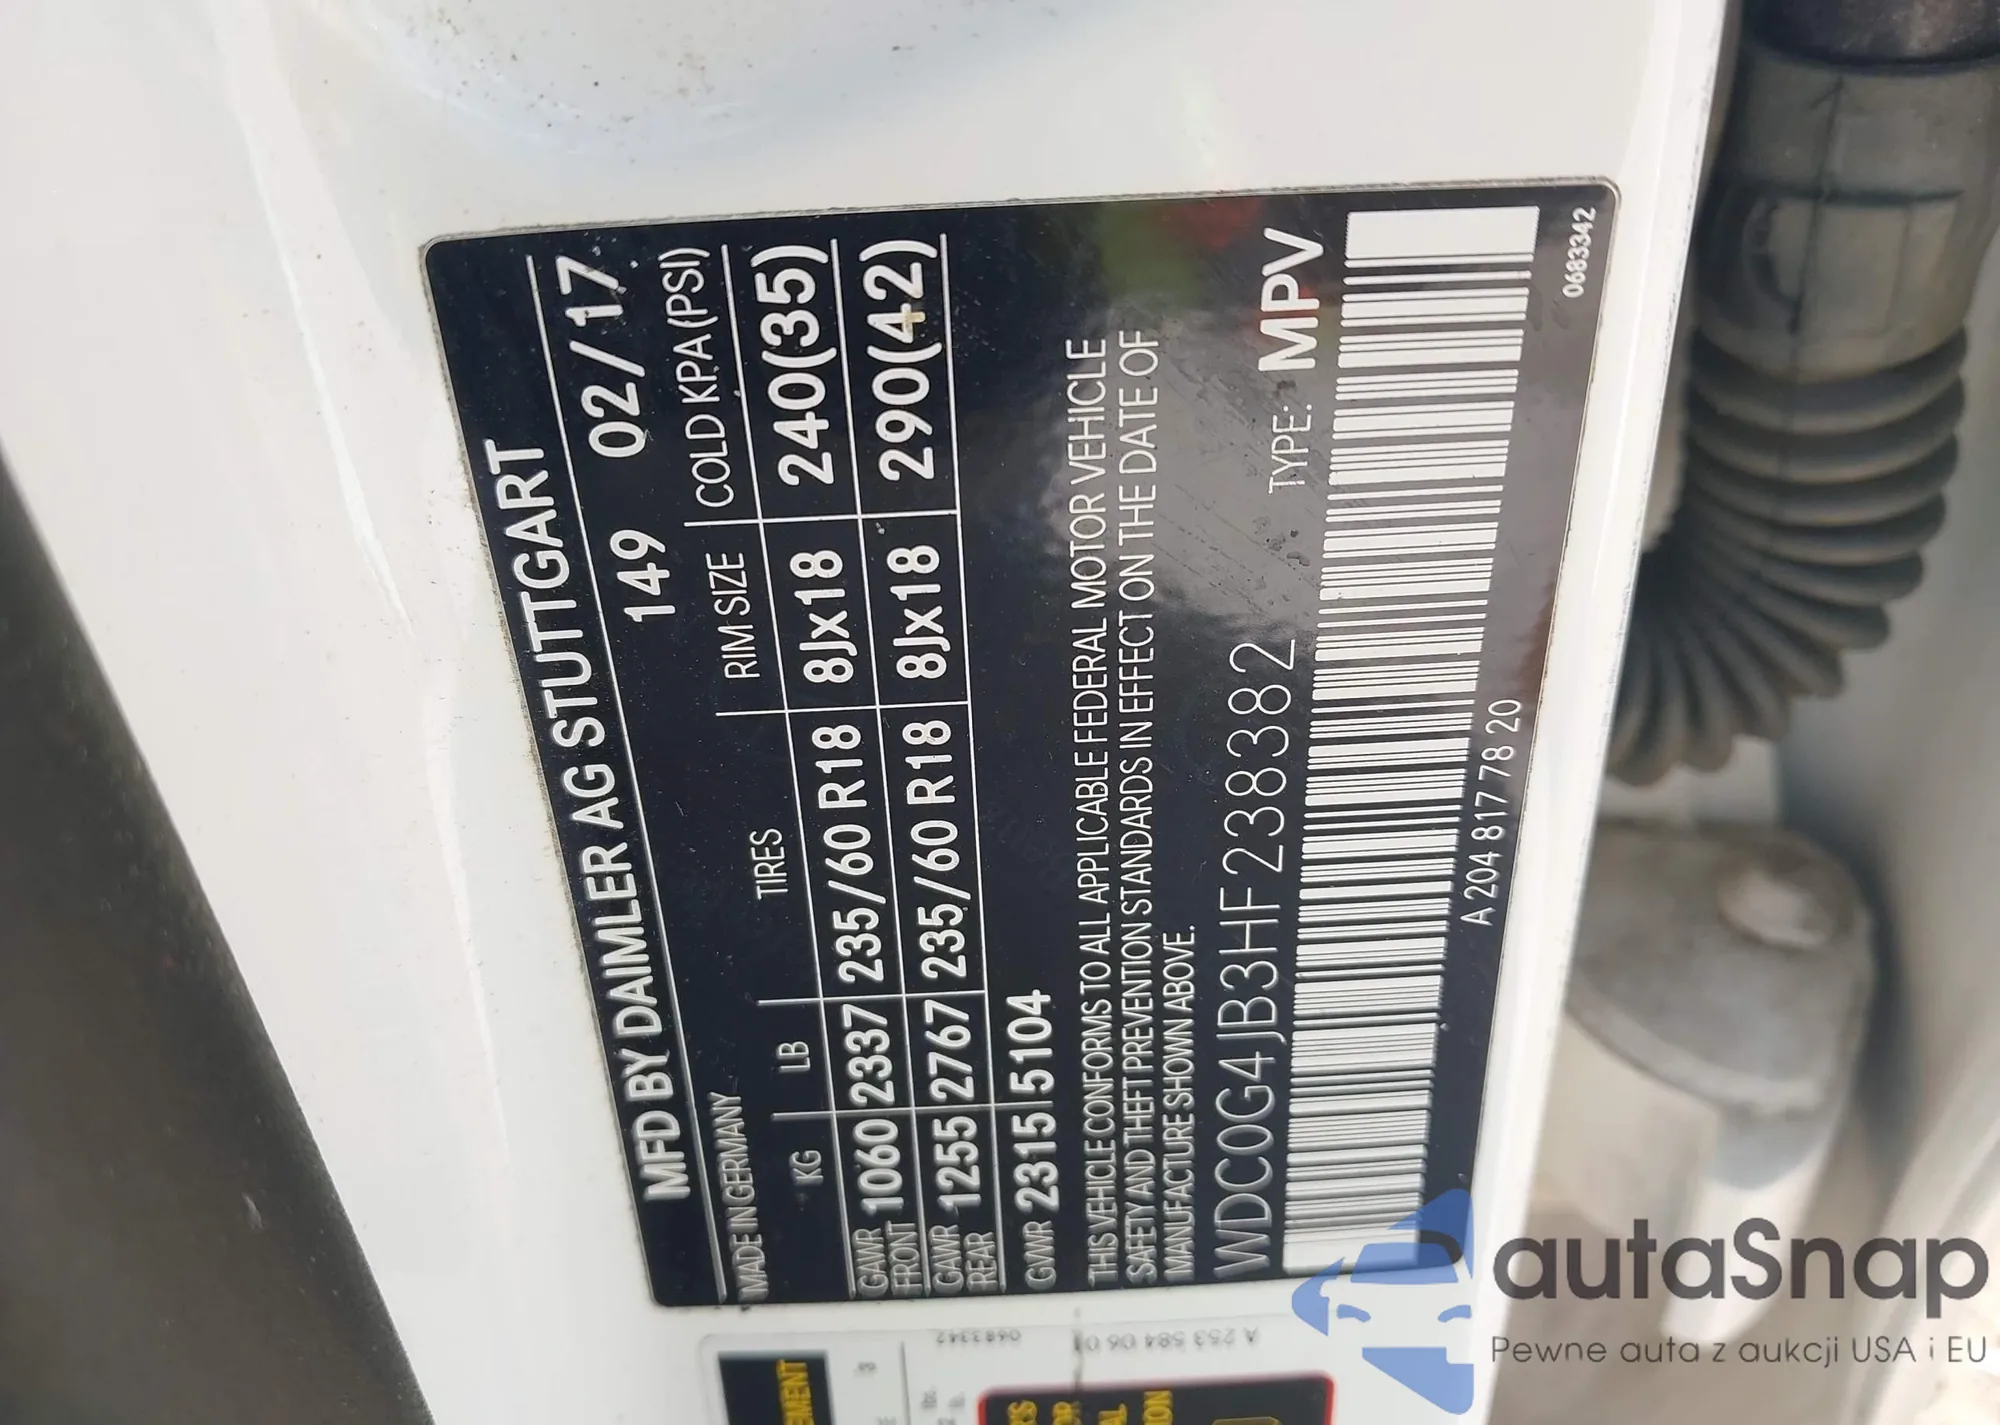 MFD BY DAIMLER AG STUTTGART
MADE IN GERMANY 149 02/17
KG LB TIRES RIM SIZE COLD KPA(PSI)
GAWR FRONT 1060 2337 235/60 R18 8Jx18 240(35)
GAWR REAR 1255 2767 235/60 R18 8Jx18 290(42)
GVWR 2315 5104
THIS VEHICLE CONFORMS TO ALL APPLICABLE FEDERAL MOTOR VEHICLE
SAFETY AND THEFT PREVENTION STANDARDS IN EFFECT ON THE DATE OF
MANUFACTURE SHOWN ABOVE.
WDC0G4JB3HF238382 TYPE: MPV
A 204 817 78 20
0683342
A 253 584 06 01
0683342
autaSnap
Pewne auta z aukcji USA i EU